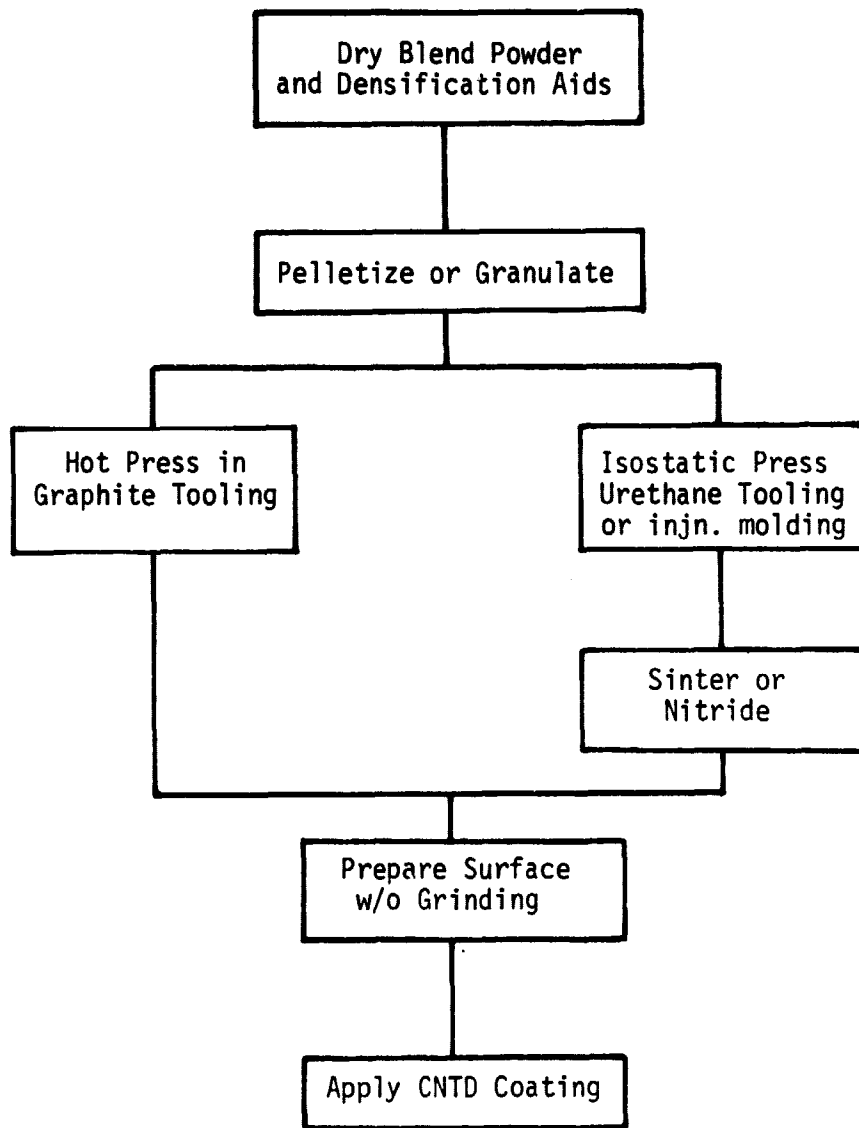 Dry Blend Powder
and Densification Aids
Pelletize or Granulate
Hot Press in
Graphite Tooling
Isostatic Press
Urethane Tooling
or injn. molding
Sinter or
Nitride
Prepare Surface
w/o Grinding
Apply CNTD Coating